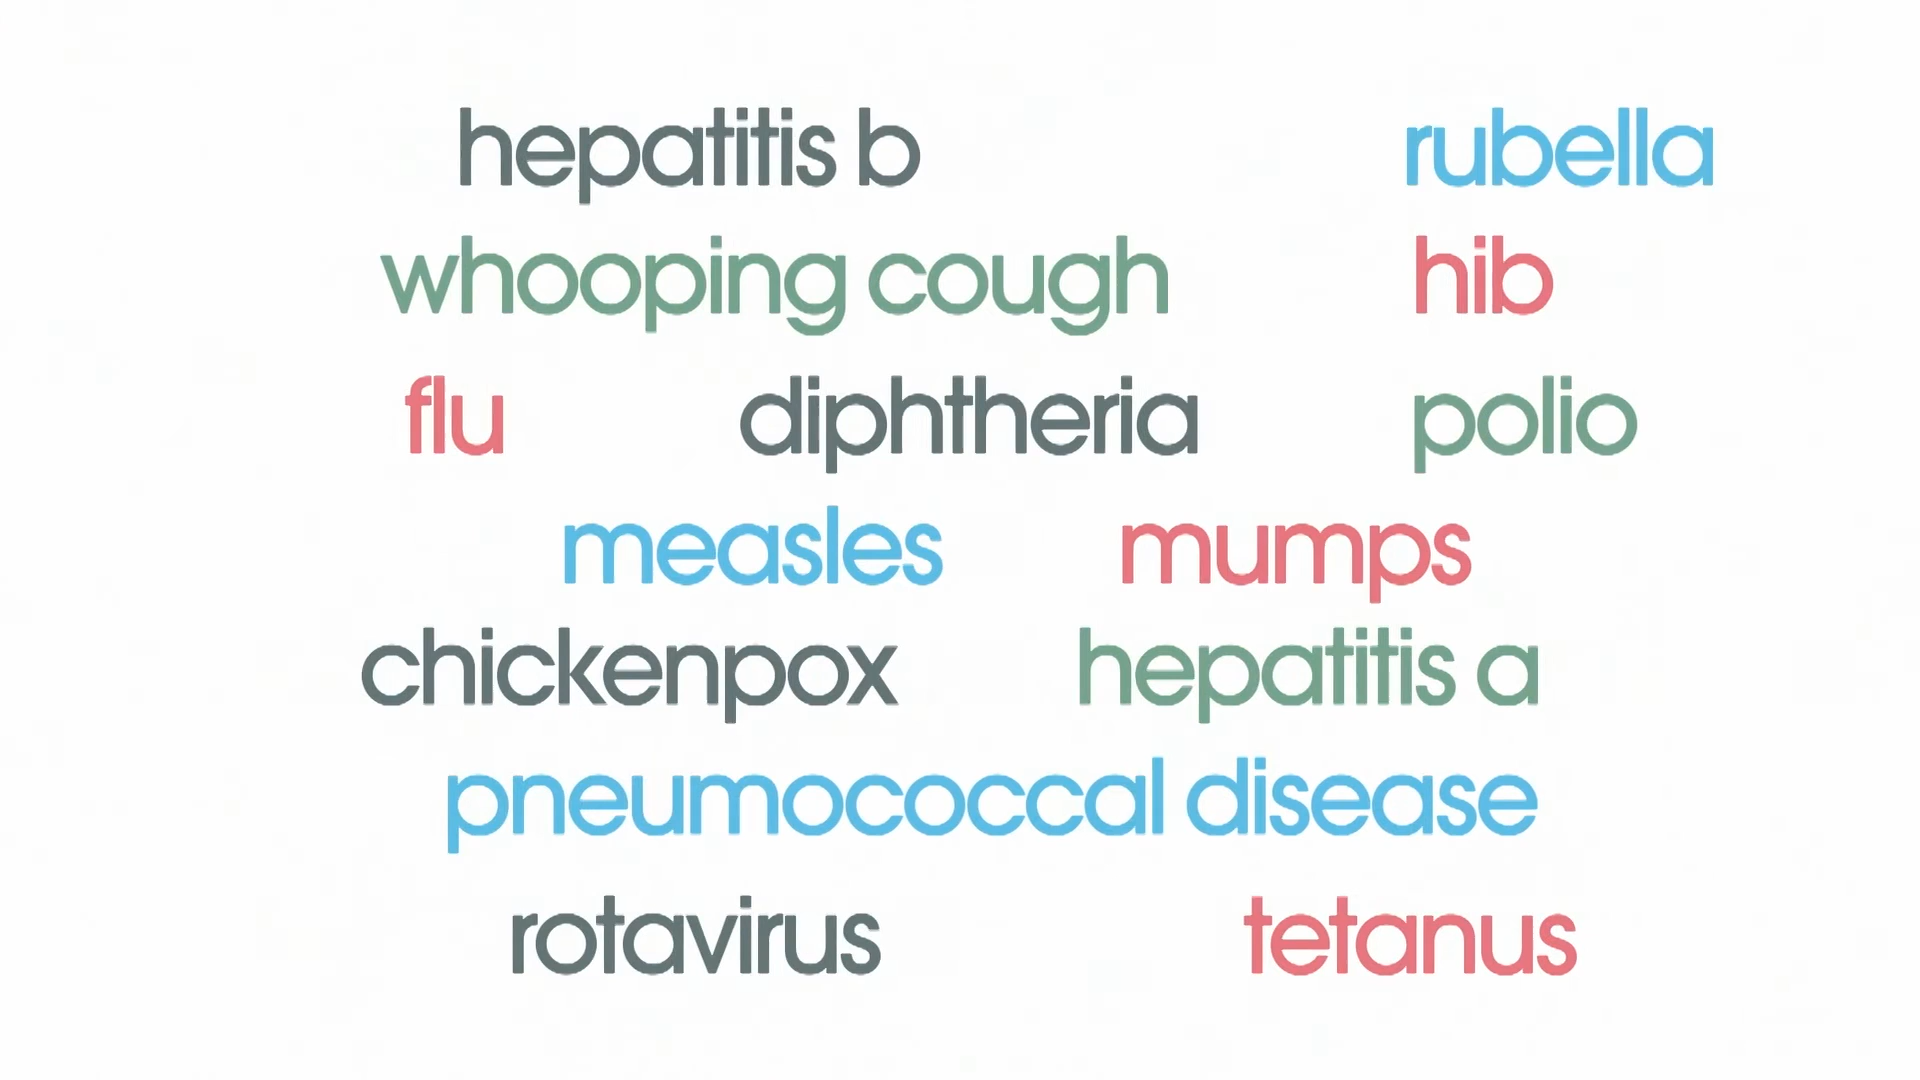 hepatitis b rubella
whooping cough hib
flu diphtheria polio
measles mumps
chickenpox hepatitis a
pneumococcal disease
rotavirus tetanus